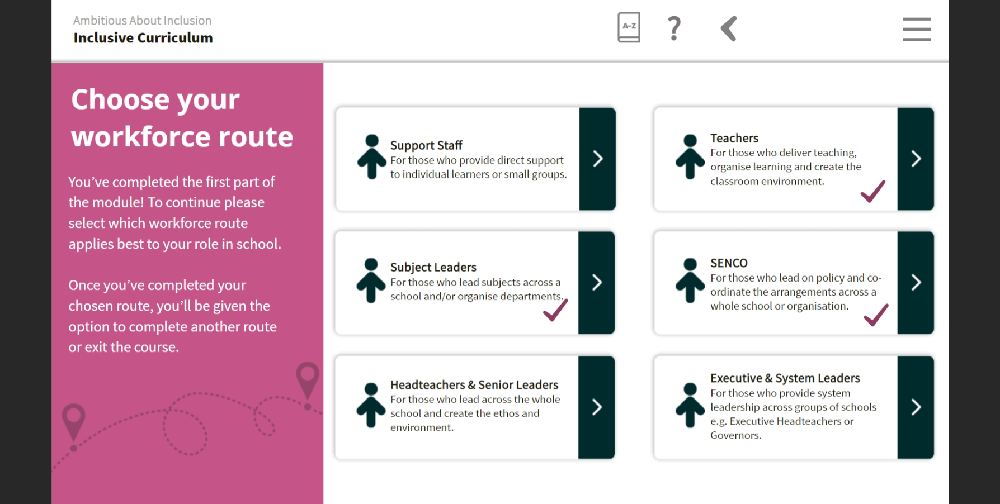 Ambitious About Inclusion
Inclusive Curriculum
A-Z
?
Choose your
workforce route
You’ve completed the first part of
the module! To continue please
select which workforce route
applies best to your role in school.
Once you’ve completed your
chosen route, you’ll be given the
option to complete another route
or exit the course.
Support Staff
For those who provide direct support
to individual learners or small groups.
Teachers
For those who deliver teaching,
organise learning and create the
classroom environment.
Subject Leaders
For those who lead subjects across a
school and/or organise departments.
SENCO
For those who lead on policy and co-
ordinate the arrangements across a
whole school or organisation.
Headteachers & Senior Leaders
For those who lead across the whole
school and create the ethos and
environment.
Executive & System Leaders
For those who provide system
leadership across groups of schools
e.g. Executive Headteachers or
Governors.